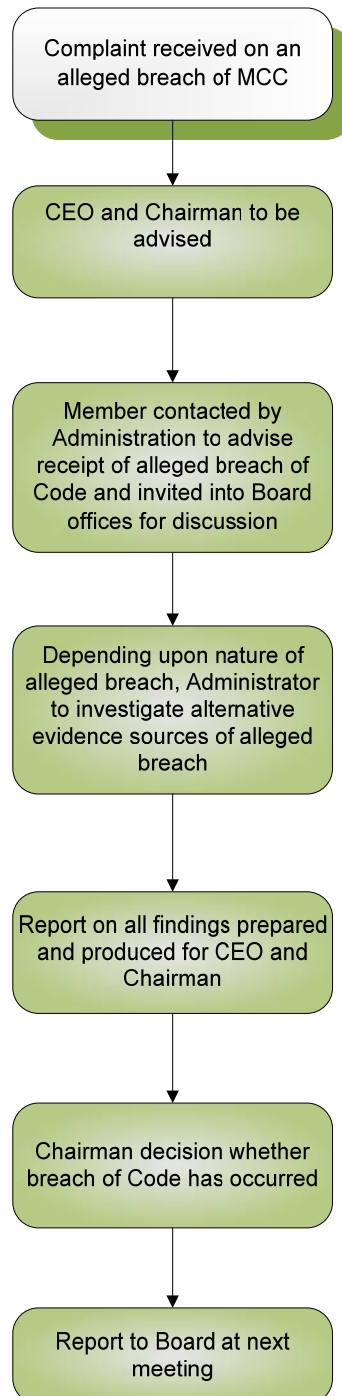 Complaint received on an
alleged breach of MCC
CEO and Chairman to be
advised
Member contacted by
Administration to advise
receipt of alleged breach of
Code and invited into Board
offices for discussion
Depending upon nature of
alleged breach, Administrator
to investigate alternative
evidence sources of alleged
breach
Report on all findings prepared
and produced for CEO and
Chairman
Chairman decision whether
breach of Code has occurred
Report to Board at next
meeting